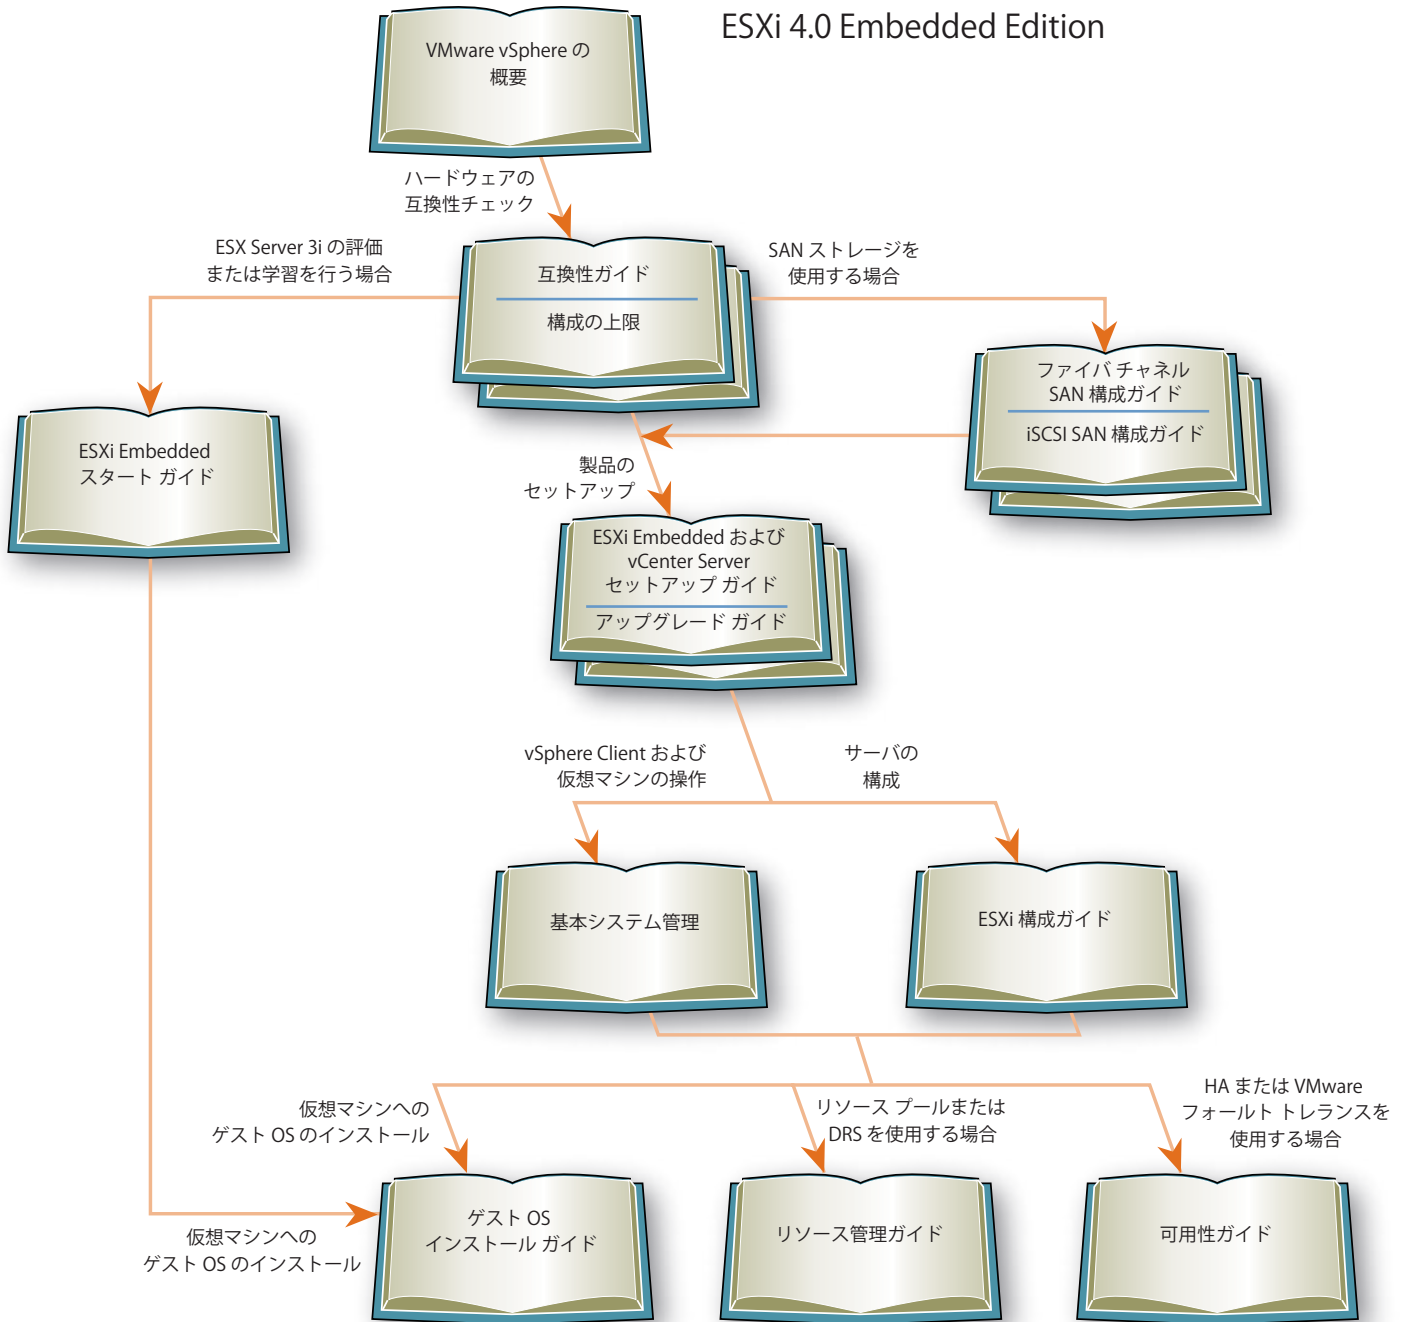 ESXi 4.0 Embedded Edition
VMware vSphere の
概要
ハードウェアの
互換性チェック
ESX Server 3i の評価
または学習を行う場合
SAN ストレージを
使用する場合
互換性ガイド
構成の上限
ファイバ チャネル
SAN 構成ガイド
iSCSI SAN 構成ガイド
ESXi Embedded
スタート ガイド
製品の
セットアップ
ESXi Embedded および
vCenter Server
セットアップ ガイド
アップグレード ガイド
vSphere Client および
仮想マシンの操作
サーバの
構成
基本システム管理
ESXi 構成ガイド
仮想マシンへの
ゲスト OS のインストール
リソース プールまたは
DRS を使用する場合
HA または VMware
フォールト トレランスを
使用する場合
仮想マシンへの
ゲスト OS のインストール
ゲスト OS
インストール ガイド
リソース管理ガイド
可用性ガイド